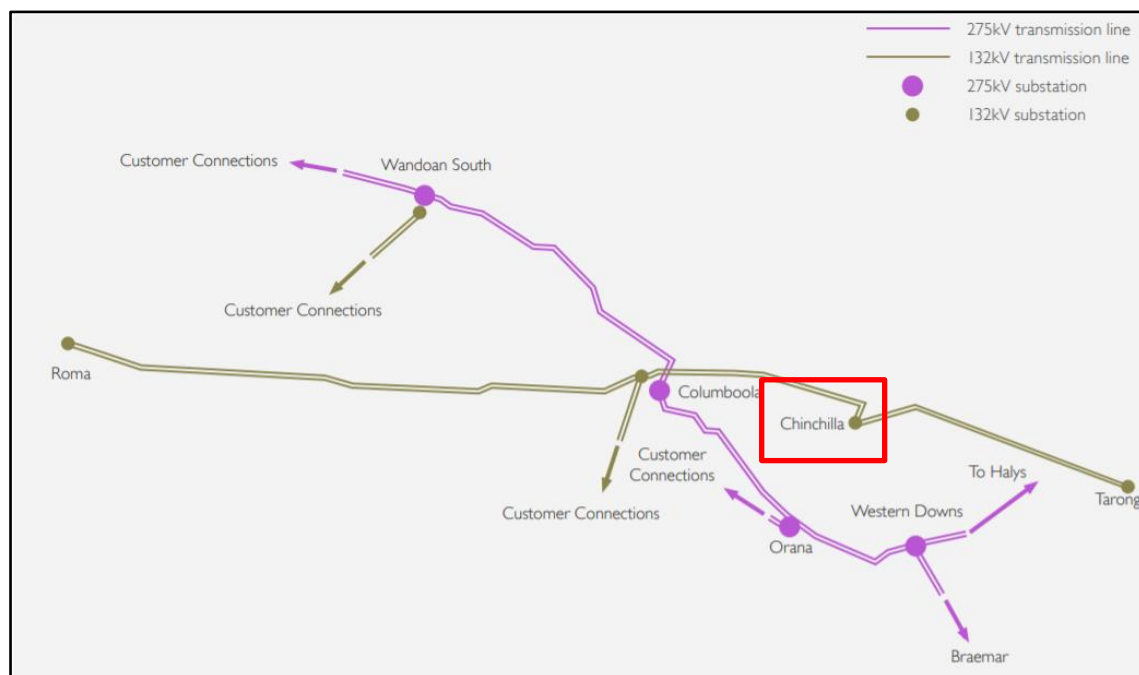 275kV transmission line
132kV transmission line
275kV substation
132kV substation
Customer Connections
Wandoan South
Customer Connections
Roma
Columboola
Chinchilla
Customer
Connections
To Halys
Customer Connections
Western Downs
Tarong
Orana
Braemar